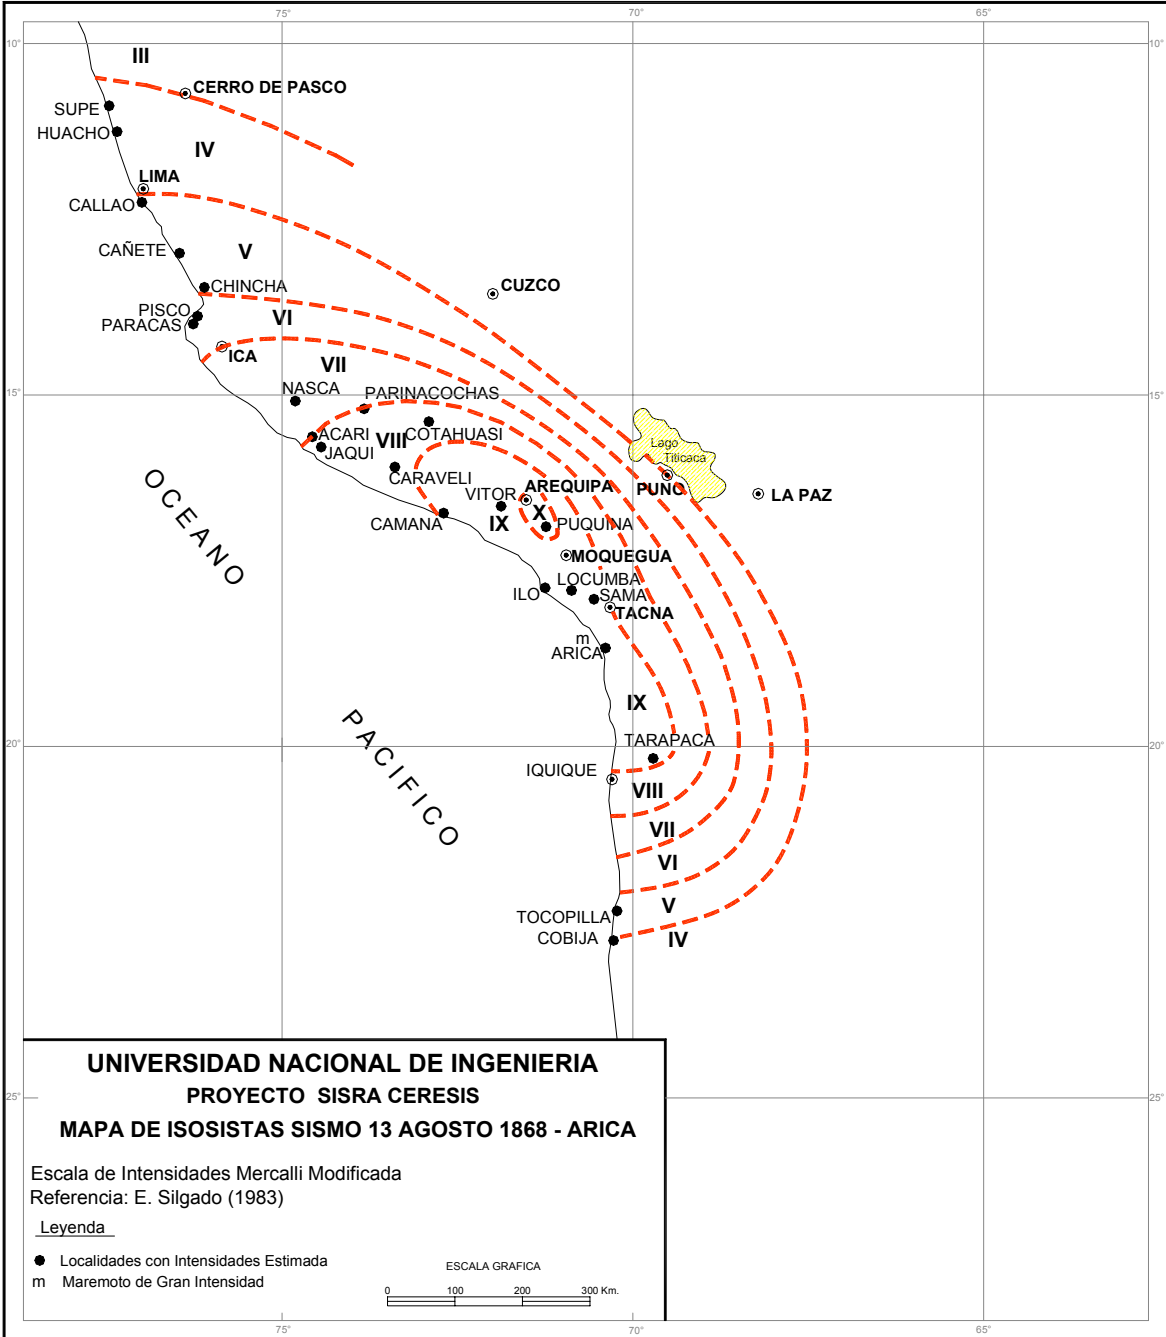 75° 70° 65°
10° 10°
III
CERRO DE PASCO
SUPE
HUACHO
IV
LIMA
CALLAO
CAÑETE
V
CUZCO
CHINCHA
PISCO
VI
PARACAS
ICA
VII
NASCA
PARINACOCHAS
15° 15°
ACARI
COTAHUASI
VIII
JAQUI
Lago
Titicaca
CARAVELI
AREQUIPA
PUNO
VITOR
LA PAZ
CAMANA
IX
X
PUQUINA
OCEANO
MOQUEGUA
LOCUMBA
ILO
SAMA
TACNA
m
ARICA
IX
PACIFICO
TARAPACA
20° 20°
IQUIQUE
VIII
VII
VI
V
TOCOPILLA
COBIJA
IV
UNIVERSIDAD NACIONAL DE INGENIERIA
PROYECTO SISRA CERESIS
25° 25°
MAPA DE ISOSISTAS SISMO 13 AGOSTO 1868 - ARICA
Escala de Intensidades Mercalli Modificada
Referencia: E. Silgado (1983)
Leyenda
Localidades con Intensidades Estimada
m Maremoto de Gran Intensidad
ESCALA GRAFICA
0 100 200 300 Km.
75° 70° 65°